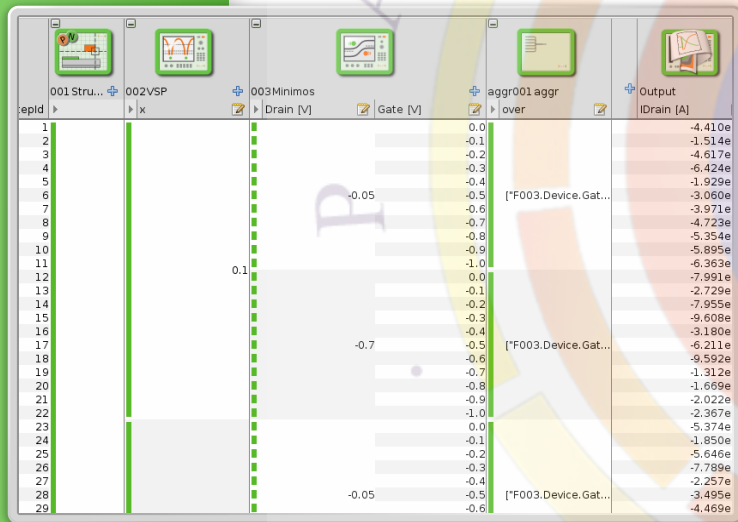 P N
001 Stru... 002 VSP 003 Minimos aggr001 aggr Output
tepId x Drain [V] Gate [V] over IDrain [A]
1 0.0 -4.410e
2 -0.1 -1.514e
3 -0.2 -4.617e
4 -0.3 -6.424e
5 -0.4 -1.929e
6 -0.05 -0.5 ["F003.Device.Gat... -3.060e
7 -0.6 -3.971e
8 -0.7 -4.723e
9 -0.8 -5.354e
10 -0.9 -5.895e
11 -1.0 -6.363e
0.1
12 0.0 -7.991e
13 -0.1 -2.729e
14 -0.2 -7.955e
15 -0.3 -9.608e
16 -0.4 -3.180e
17 -0.7 -0.5 ["F003.Device.Gat... -6.211e
18 -0.6 -9.592e
19 -0.7 -1.312e
20 -0.8 -1.669e
21 -0.9 -2.022e
22 -1.0 -2.367e
23 0.0 -5.374e
24 -0.1 -1.850e
25 -0.2 -5.646e
26 -0.3 -7.789e
27 -0.4 -2.257e
28 -0.05 -0.5 ["F003.Device.Gat... -3.495e
29 -0.6 -4.469e
P
A